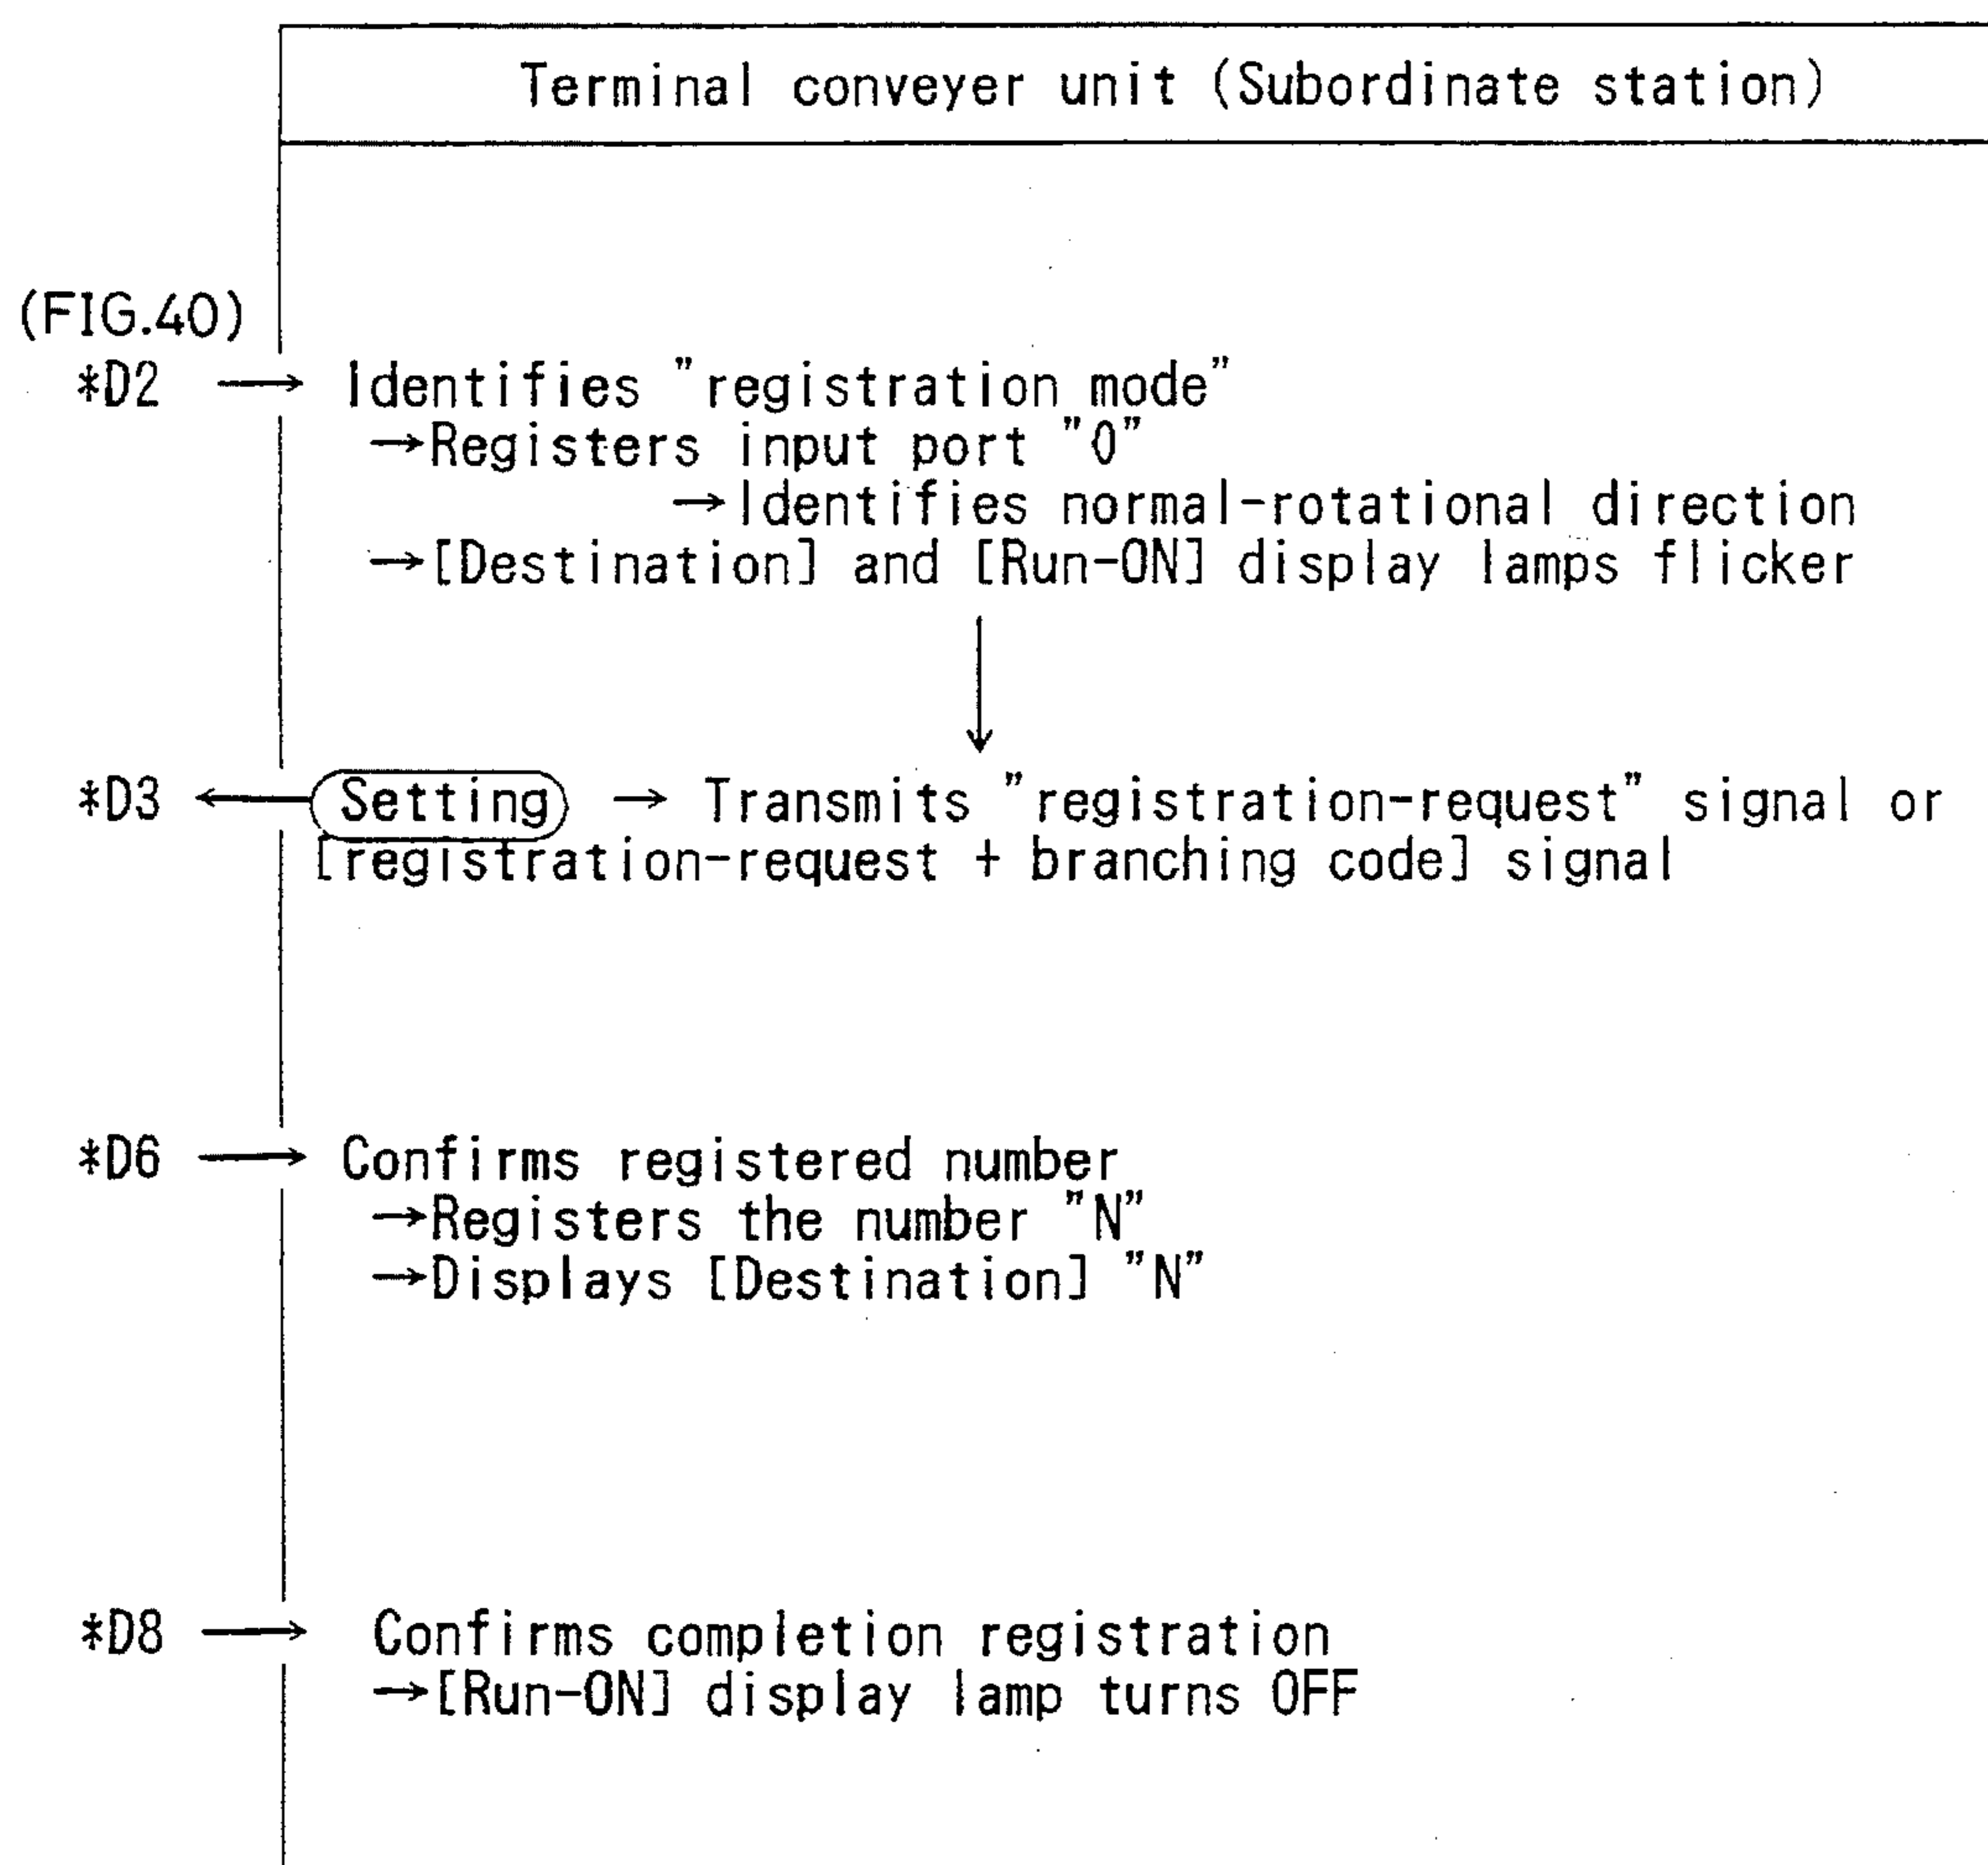 Terminal conveyer unit (Subordinate station)
(FIG.40)
*D2 → Identifies "registration mode"
→Registers input port "0"
→Identifies normal-rotational direction
→[Destination] and [Run-ON] display lamps flicker
*D3 ← Setting → Transmits "registration-request" signal or
[registration-request + branching code] signal
*D6 → Confirms registered number
→Registers the number "N"
→Displays [Destination] "N"
*D8 → Confirms completion registration
→[Run-ON] display lamp turns OFF